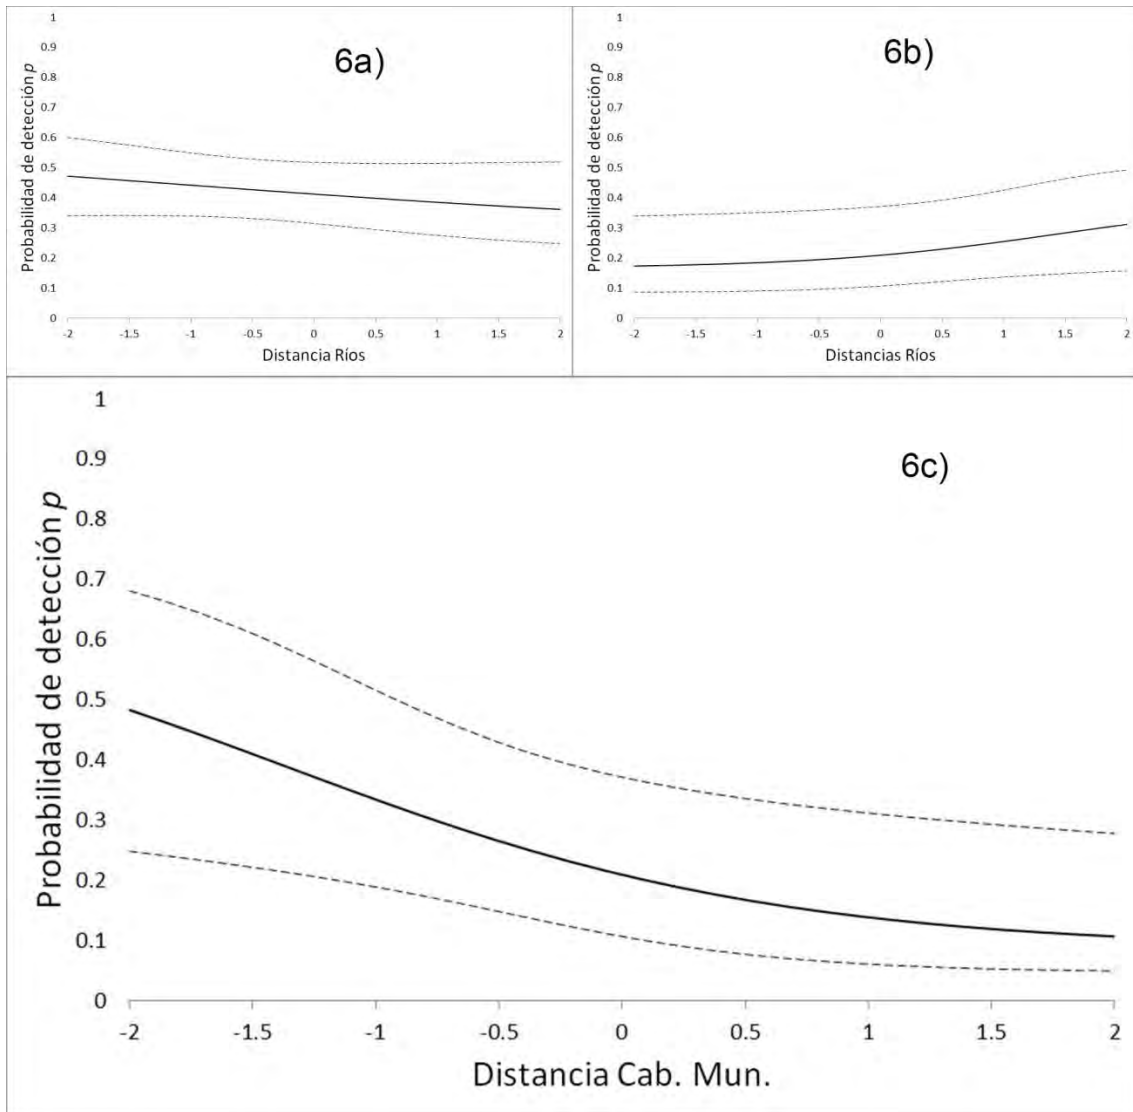 6a)
Probabilidad de detección p
1
0.9
0.8
0.7
0.6
0.5
0.4
0.3
0.2
0.1
0
-2 -1.5 -1 -0.5 0 0.5 1 1.5 2
Distancia Ríos
6b)
Probabilidad de detección p
1
0.9
0.8
0.7
0.6
0.5
0.4
0.3
0.2
0.1
0
-2 -1 -0.5 0 0.5 1 1.5 2
Distancias Ríos
6c)
Probabilidad de detección p
1
0.9
0.8
0.7
0.6
0.5
0.4
0.3
0.2
0.1
0
-2 -1.5 -1 -0.5 0 0.5 1 1.5 2
Distancia Cab. Mun.